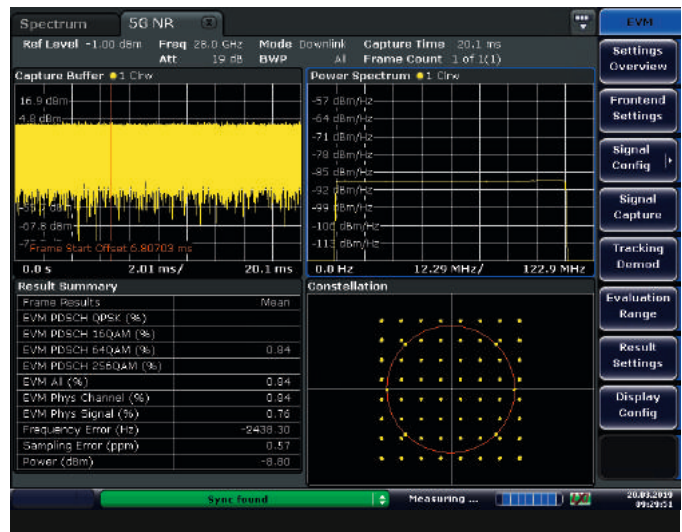 Spectrum 5G NR X
EVM
Ref Level -1.00 dBm Freq 28.0 GHz Mode Downlink Capture Time 20.1 ms
Att 19 dB BWP All Frame Count 1 of 1(1)
Capture Buffer 1 Clrw
16.9 dBm
4.8 dBm
-67.8 dBm
Frame Start Offset 6.80703 ms
0.0 s 2.01 ms/ 20.1 ms
Power Spectrum 1 Clrw
-57 dBm/Hz
-64 dBm/Hz
-71 dBm/Hz
-78 dBm/Hz
-85 dBm/Hz
-92 dBm/Hz
-99 dBm/Hz
-106 dBm/Hz
-113 dBm/Hz
0.0 Hz 12.29 MHz/ 122.9 MHz
Result Summary
Frame Results Mean
EVM PDSCH QPSK (%)
EVM PDSCH 16QAM (%)
EVM PDSCH 64QAM (%) 0.84
EVM PDSCH 256QAM (%)
EVM All (%) 0.84
EVM Phys Channel (%) 0.84
EVM Phys Signal (%) 0.76
Frequency Error (Hz) -2438.30
Sampling Error (ppm) 0.57
Power (dBm) -8.80
Constellation
Settings
Overview
Frontend
Settings
Signal
Config
Signal
Capture
Tracking
Demod
Evaluation
Range
Result
Settings
Display
Config
Sync found
Measuring ...
20.03.2019
09:29:51